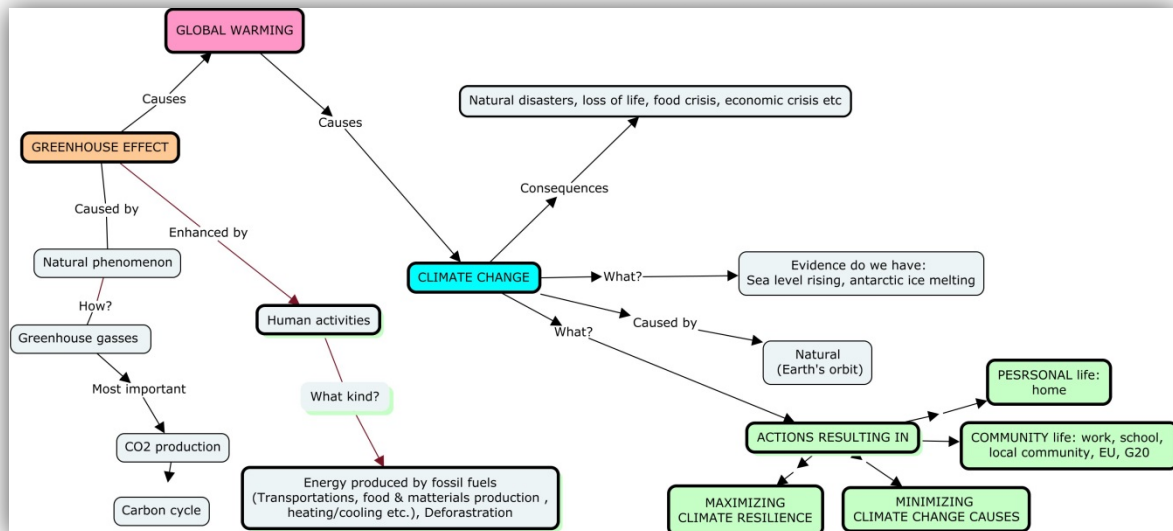 GLOBAL WARMING
Causes
Causes
GREENHOUSE EFFECT
Caused by
Enhanced by
Natural phenomenon
How?
Greenhouse gasses
Most important
CO2 production
Carbon cycle
Human activities
What kind?
Energy produced by fossil fuels
(Transportations, food & matterials production ,
heating/cooling etc.), Deforastration
Natural disasters, loss of life, food crisis, economic crisis etc
Consequences
CLIMATE CHANGE
What?
Evidence do we have:
Sea level rising, antarctic ice melting
Caused by
Natural
(Earth's orbit)
What?
ACTIONS RESULTING IN
PESRSONAL life:
home
COMMUNITY life: work, school,
local community, EU, G20
MAXIMIZING
CLIMATE RESILIENCE
MINIMIZING
CLIMATE CHANGE CAUSES